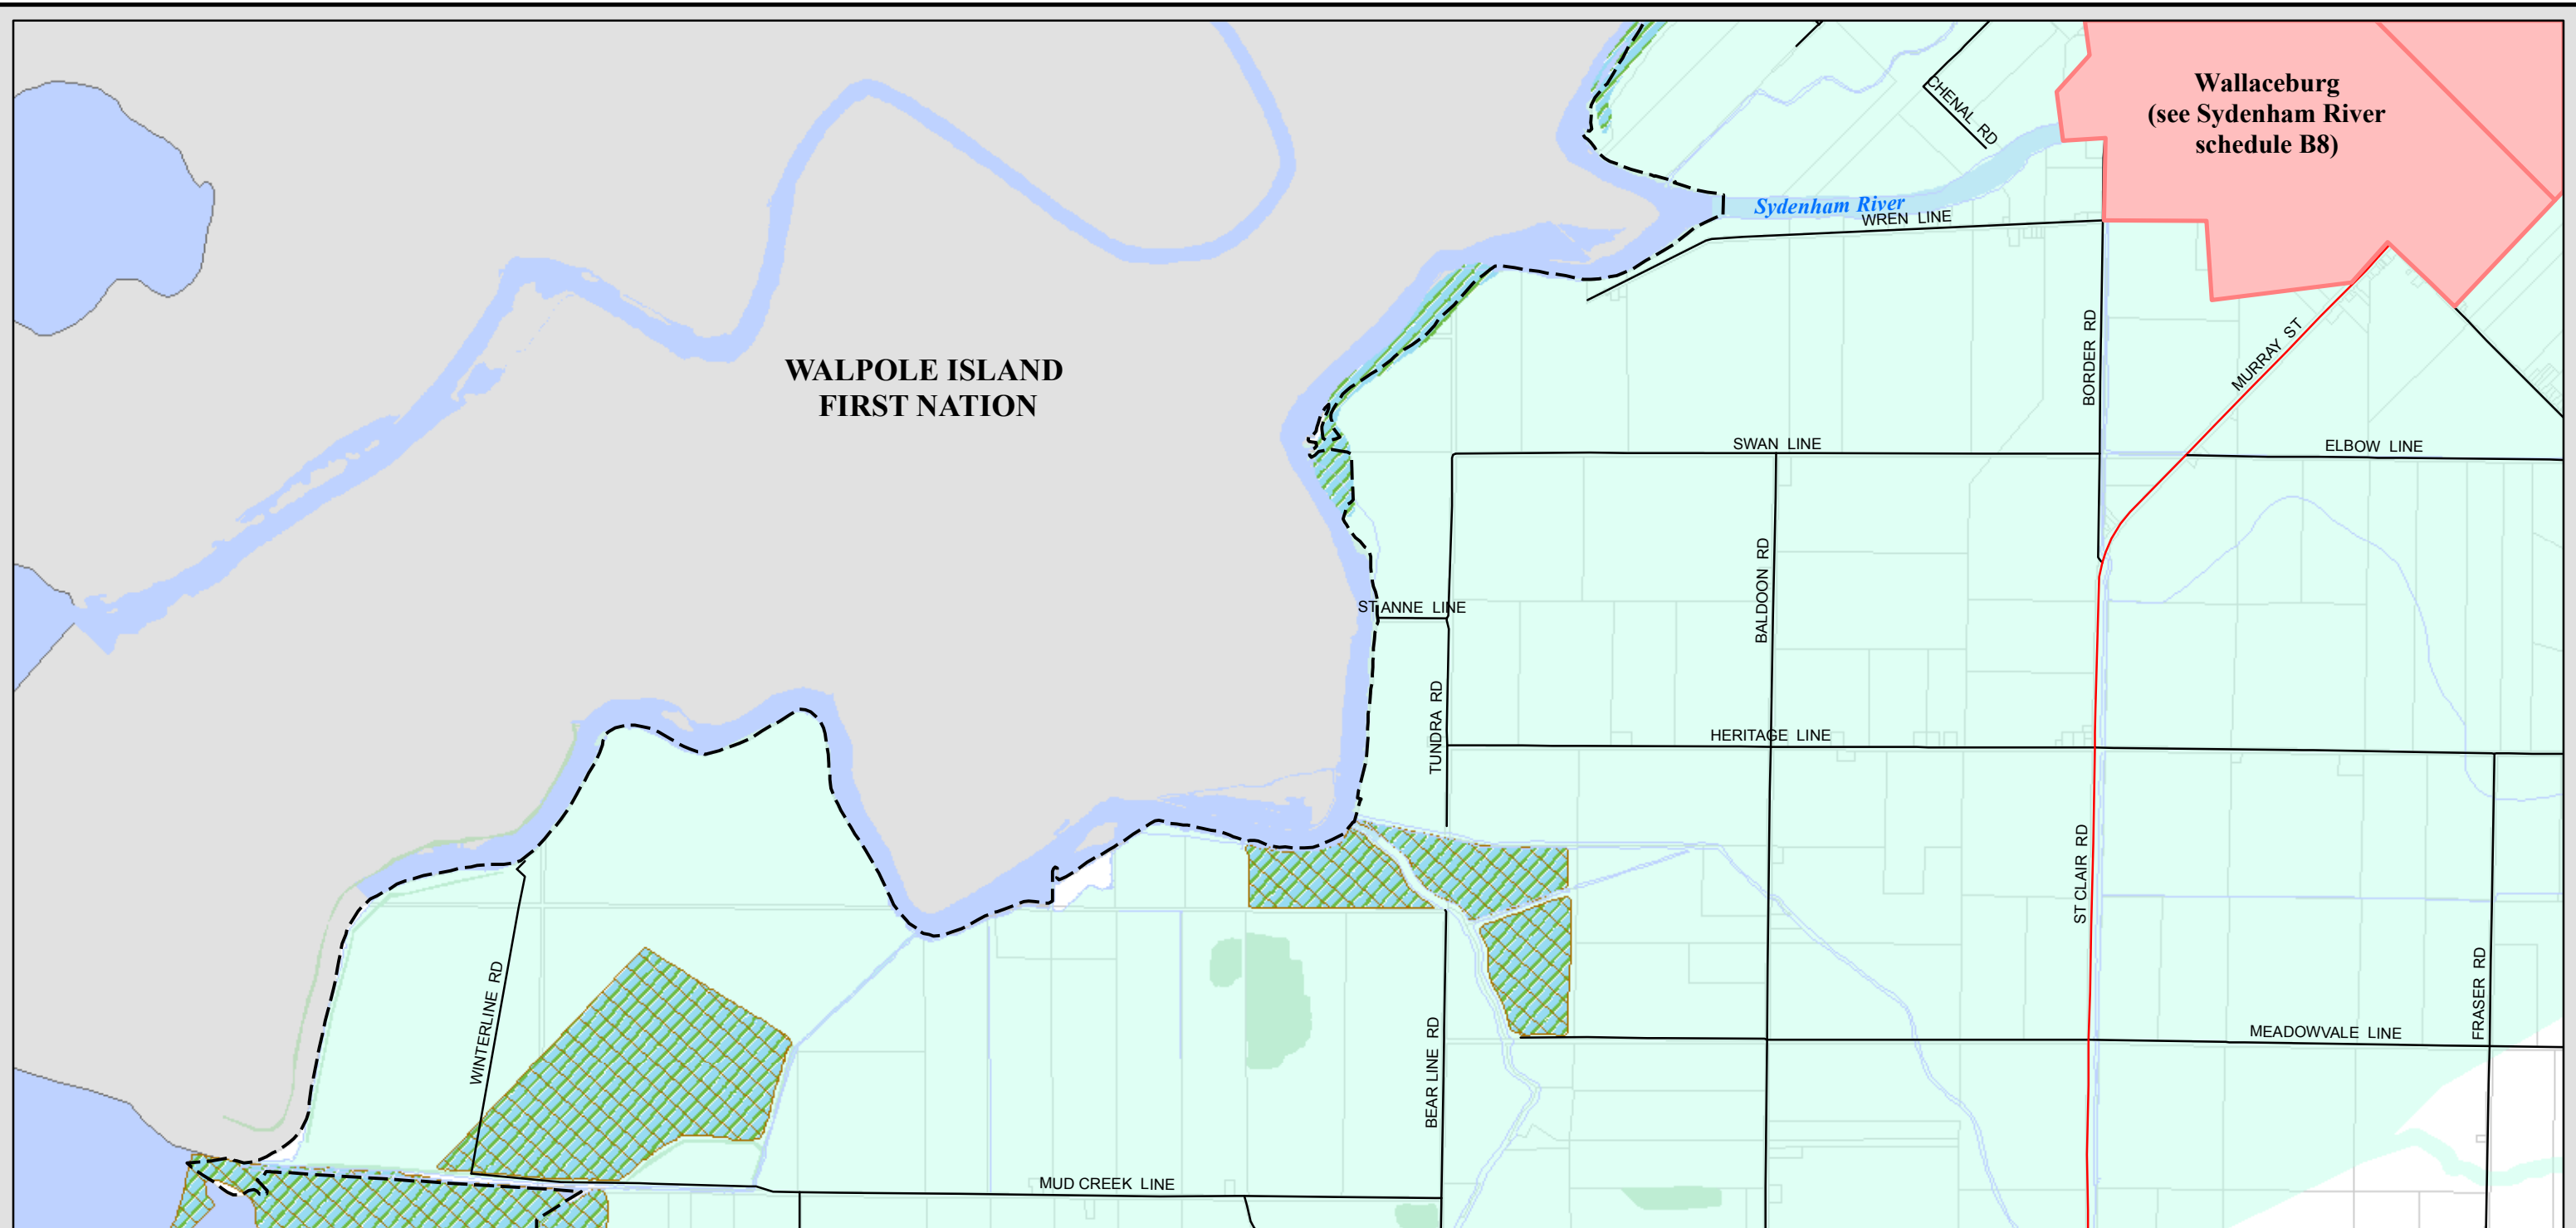 Wallaceburg
(see Sydenham River
schedule B8)
CHENAL RD
Sydenham River
WREN LINE
WALPOLE ISLAND
FIRST NATION
BORDER RD
MURRAY ST
SWAN LINE
ELBOW LINE
BALDOON RD
ST ANNE LINE
TUNDRA RD
HERITAGE LINE
ST CLAIR RD
WINTERLINE RD
BEAR LINE RD
FRASER RD
MEADOWVALE LINE
MUD CREEK LINE